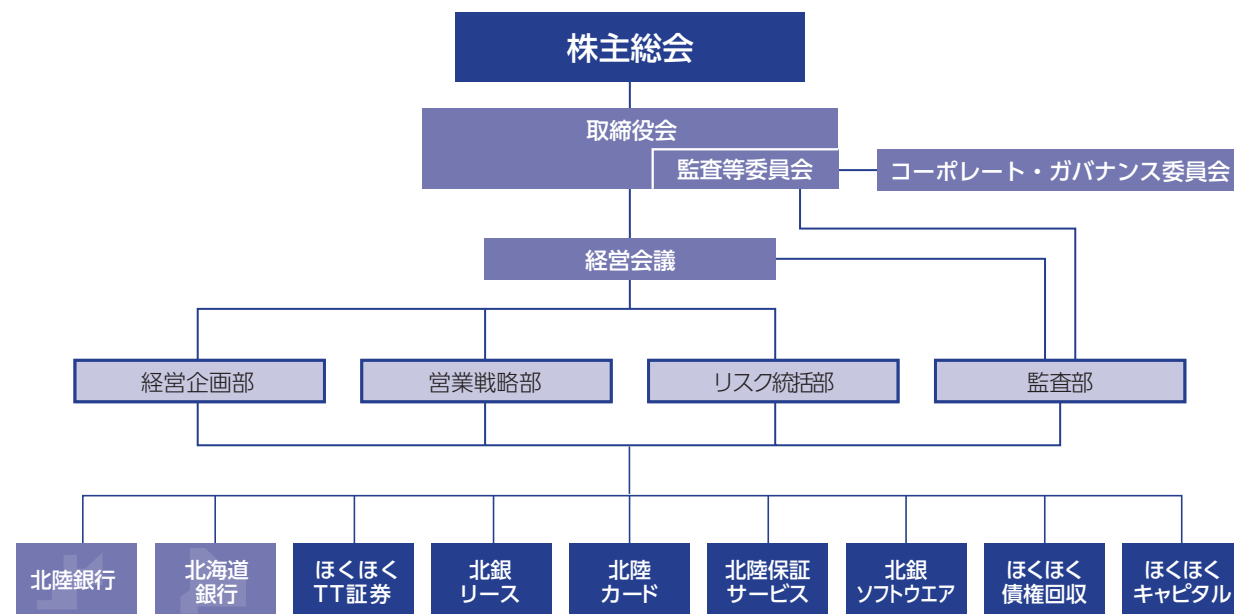 株主総会
取締役会
監査等委員会
コーポレート・ガバナンス委員会
経営会議
経営企画部
営業戦略部
リスク統括部
監査部
北陸銀行
北海道
銀行
ほくほく
TT証券
北銀
リース
北陸
カード
北陸保証
サービス
北銀
ソフトウエア
ほくほく
債権回収
ほくほく
キャピタル